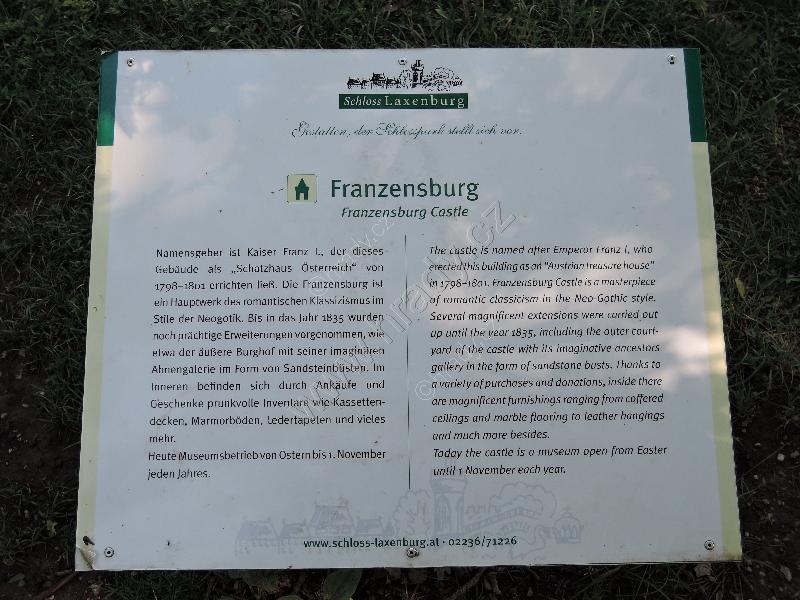 Schloss Laxenburg
Gestatten, der Schlosspark stellt sich vor.
Franzensburg
Franzensburg Castle
Namensgeber ist Kaiser Franz I., der dieses
Gebäude als „Schatzhaus Österreich“ von
1798–1801 errichten ließ. Die Franzensburg ist
ein Hauptwerk des romantischen Klassizismus im
Stile der Neogotik. Bis in das Jahr 1835 wurden
noch prächtige Erweiterungen vorgenommen, wie
etwa der äußere Burghof mit seiner imaginären
Ahnengalerie im Form von Sandsteinbüsten. Im
Inneren befinden sich durch Ankäufe und
Geschenke prunkvolle Inventare wie Kassetten-
decken, Marmorböden, Ledertapeten und vieles
mehr.
Heute Museumsbetrieb von Ostern bis 1. November
jeden Jahres.
The castle is named after Emperor Franz I, who
erected this building as an "Austrian treasure house"
in 1798–1801. Franzensburg Castle is a masterpiece
of romantic classicism in the Neo-Gothic style.
Several magnificent extensions were carried out
up until the year 1835, including the outer court-
yard of the castle with its imaginative ancestors
gallery in the farm of sandstone busts. Thanks to
a variety of purchases and donations, inside there
are magnificent furnishings ranging from coffered
ceilings and marble flooring to leather hangings
and much more besides.
Today the castle is a museum open from Easter
until 1 November each year.
www.schloss-laxenburg.at · 02236/71226